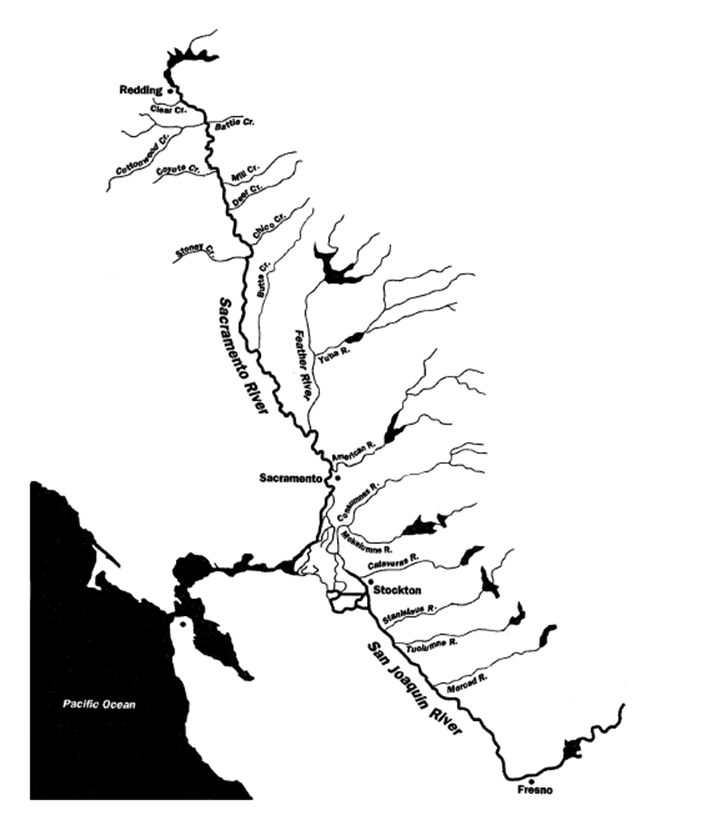 Redding
Clear Cr.
Battle Cr.
Cottonwood Cr.
Coyote Cr.
Mill Cr.
Deer Cr.
Chico Cr.
Stoney Cr.
Butte Cr.
Sacramento River
Feather River
Yuba R.
American R.
Sacramento
Cosumnes R.
Mokelumne R.
Calaveras R.
Stockton
Stanislaus R.
Tuolumne R.
San Joaquin River
Merced R.
Pacific Ocean
Fresno